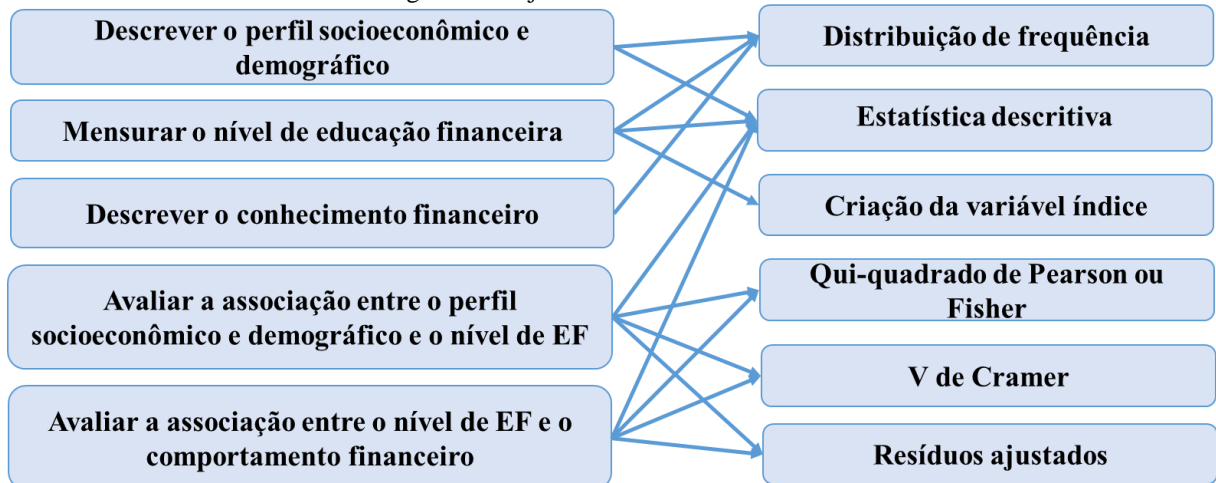 Descrever o perfil socioeconômico e
demográfico
Mensurar o nível de educação financeira
Descrever o conhecimento financeiro
Avaliar a associação entre o perfil
socioeconômico e demográfico e o nível de EF
Avaliar a associação entre o nível de EF e o
comportamento financeiro
Distribuição de frequência
Estatística descritiva
Criação da variável índice
Qui-quadrado de Pearson ou
Fisher
V de Cramer
Resíduos ajustados